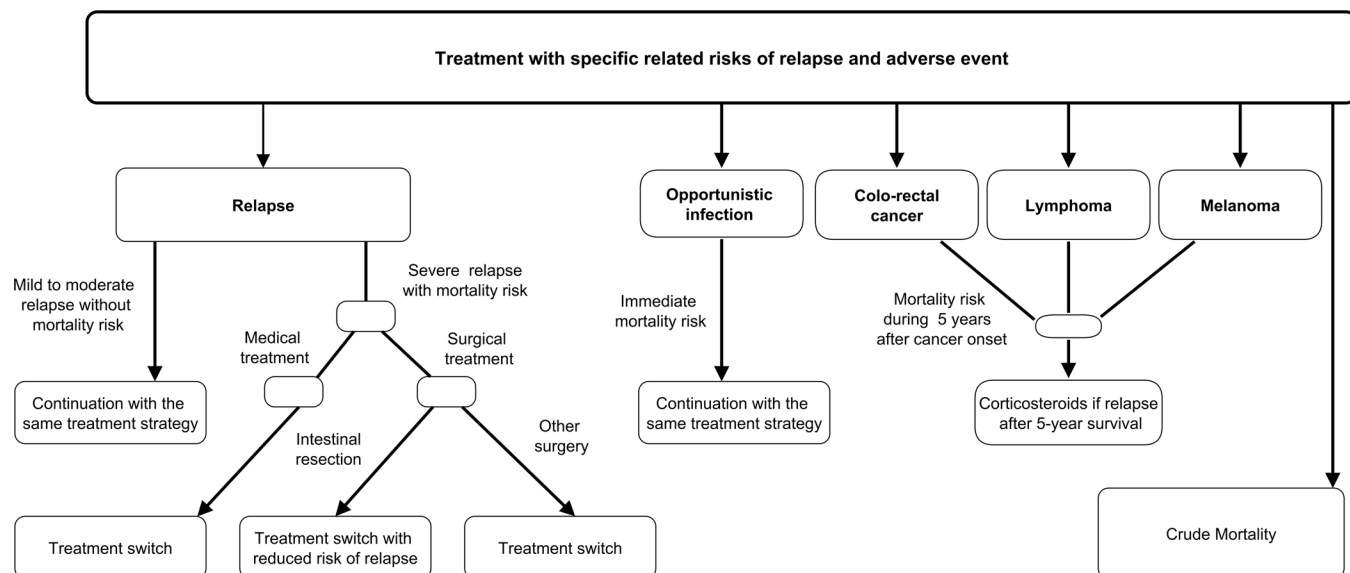 Treatment with specific related risks of relapse and adverse event
Relapse
Opportunistic
infection
Colo-rectal
cancer
Lymphoma
Melanoma
Mild to moderate
relapse without
mortality risk
Severe relapse
with mortality risk
Medical
treatment
Surgical
treatment
Immediate
mortality risk
Mortality risk
during 5 years
after cancer onset
Continuation with the
same treatment strategy
Intestinal
resection
Other
surgery
Continuation with the
same treatment strategy
Corticosteroids if relapse
after 5-year survival
Treatment switch
Treatment switch with
reduced risk of relapse
Treatment switch
Crude Mortality